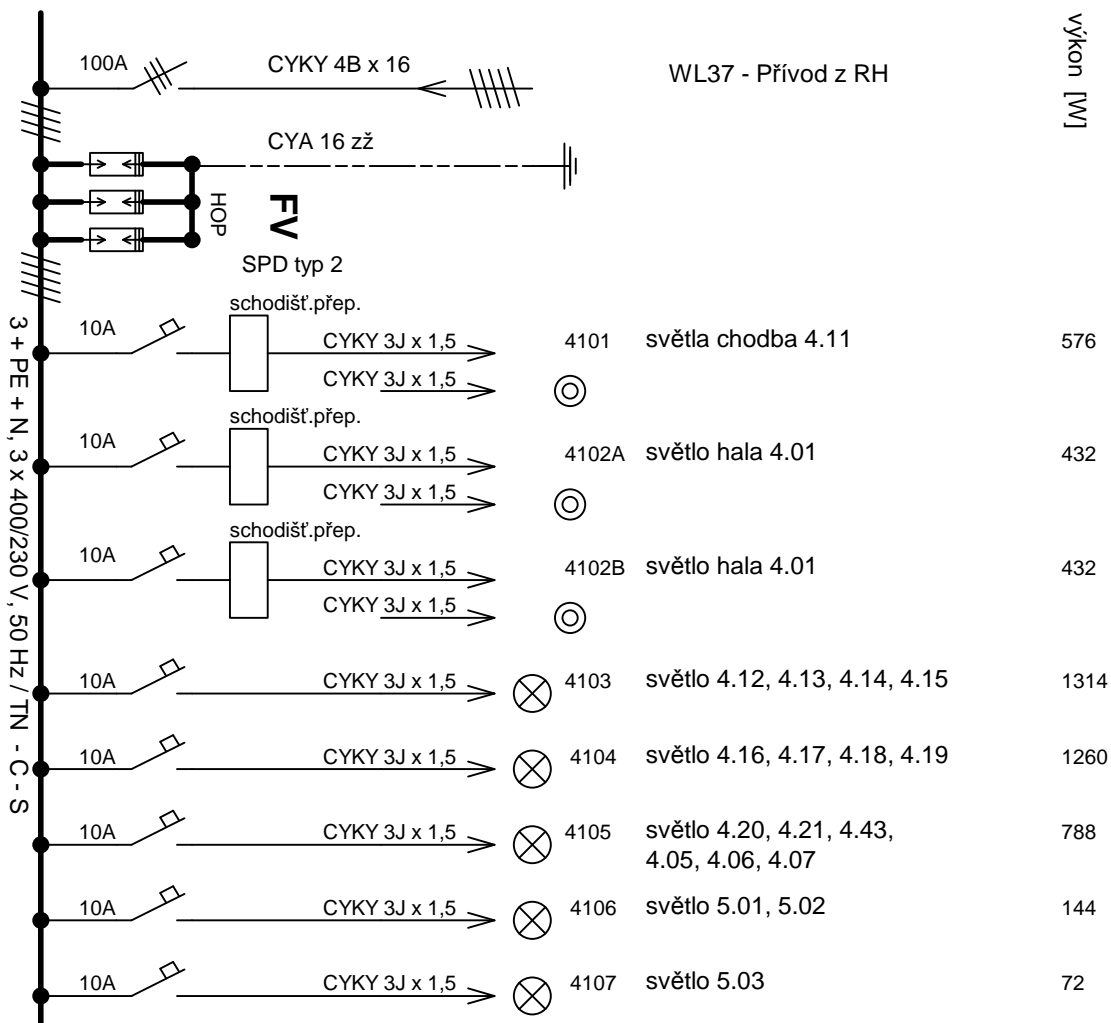 výkon [W]
100A
CYKY 4B x 16
WL37 - Přívod z RH
CYA 16 zž
HOP
FV
SPD typ 2
3 + PE + N, 3 x 400/230 V, 50 Hz / TN - C - S
schodišť.přep.
10A
CYKY 3J x 1,5
4101
světla chodba 4.11
576
CYKY 3J x 1,5
schodišť.přep.
10A
CYKY 3J x 1,5
4102A
světlo hala 4.01
432
CYKY 3J x 1,5
schodišť.přep.
10A
CYKY 3J x 1,5
4102B
světlo hala 4.01
432
CYKY 3J x 1,5
10A
CYKY 3J x 1,5
4103
světlo 4.12, 4.13, 4.14, 4.15
1314
10A
CYKY 3J x 1,5
4104
světlo 4.16, 4.17, 4.18, 4.19
1260
10A
CYKY 3J x 1,5
4105
světlo 4.20, 4.21, 4.43,
4.05, 4.06, 4.07
788
10A
CYKY 3J x 1,5
4106
světlo 5.01, 5.02
144
10A
CYKY 3J x 1,5
4107
světlo 5.03
72